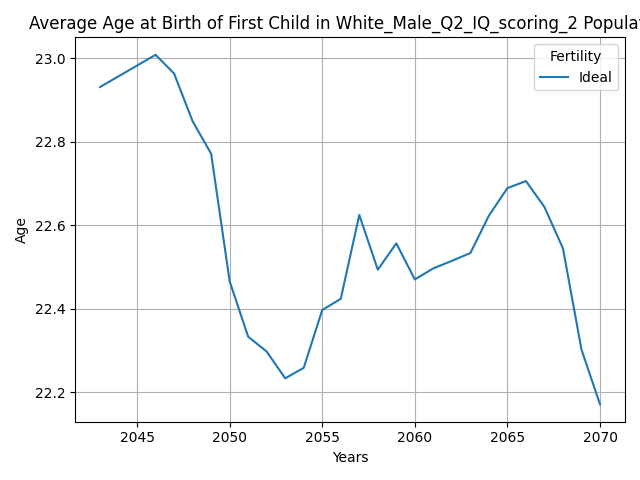 Average Age at Birth of First Child in White_Male_Q2_IQ_scoring_2 Populat
Fertility
Ideal
23.0
22.8
22.6
22.4
22.2
Age
2045 2050 2055 2060 2065 2070
Years